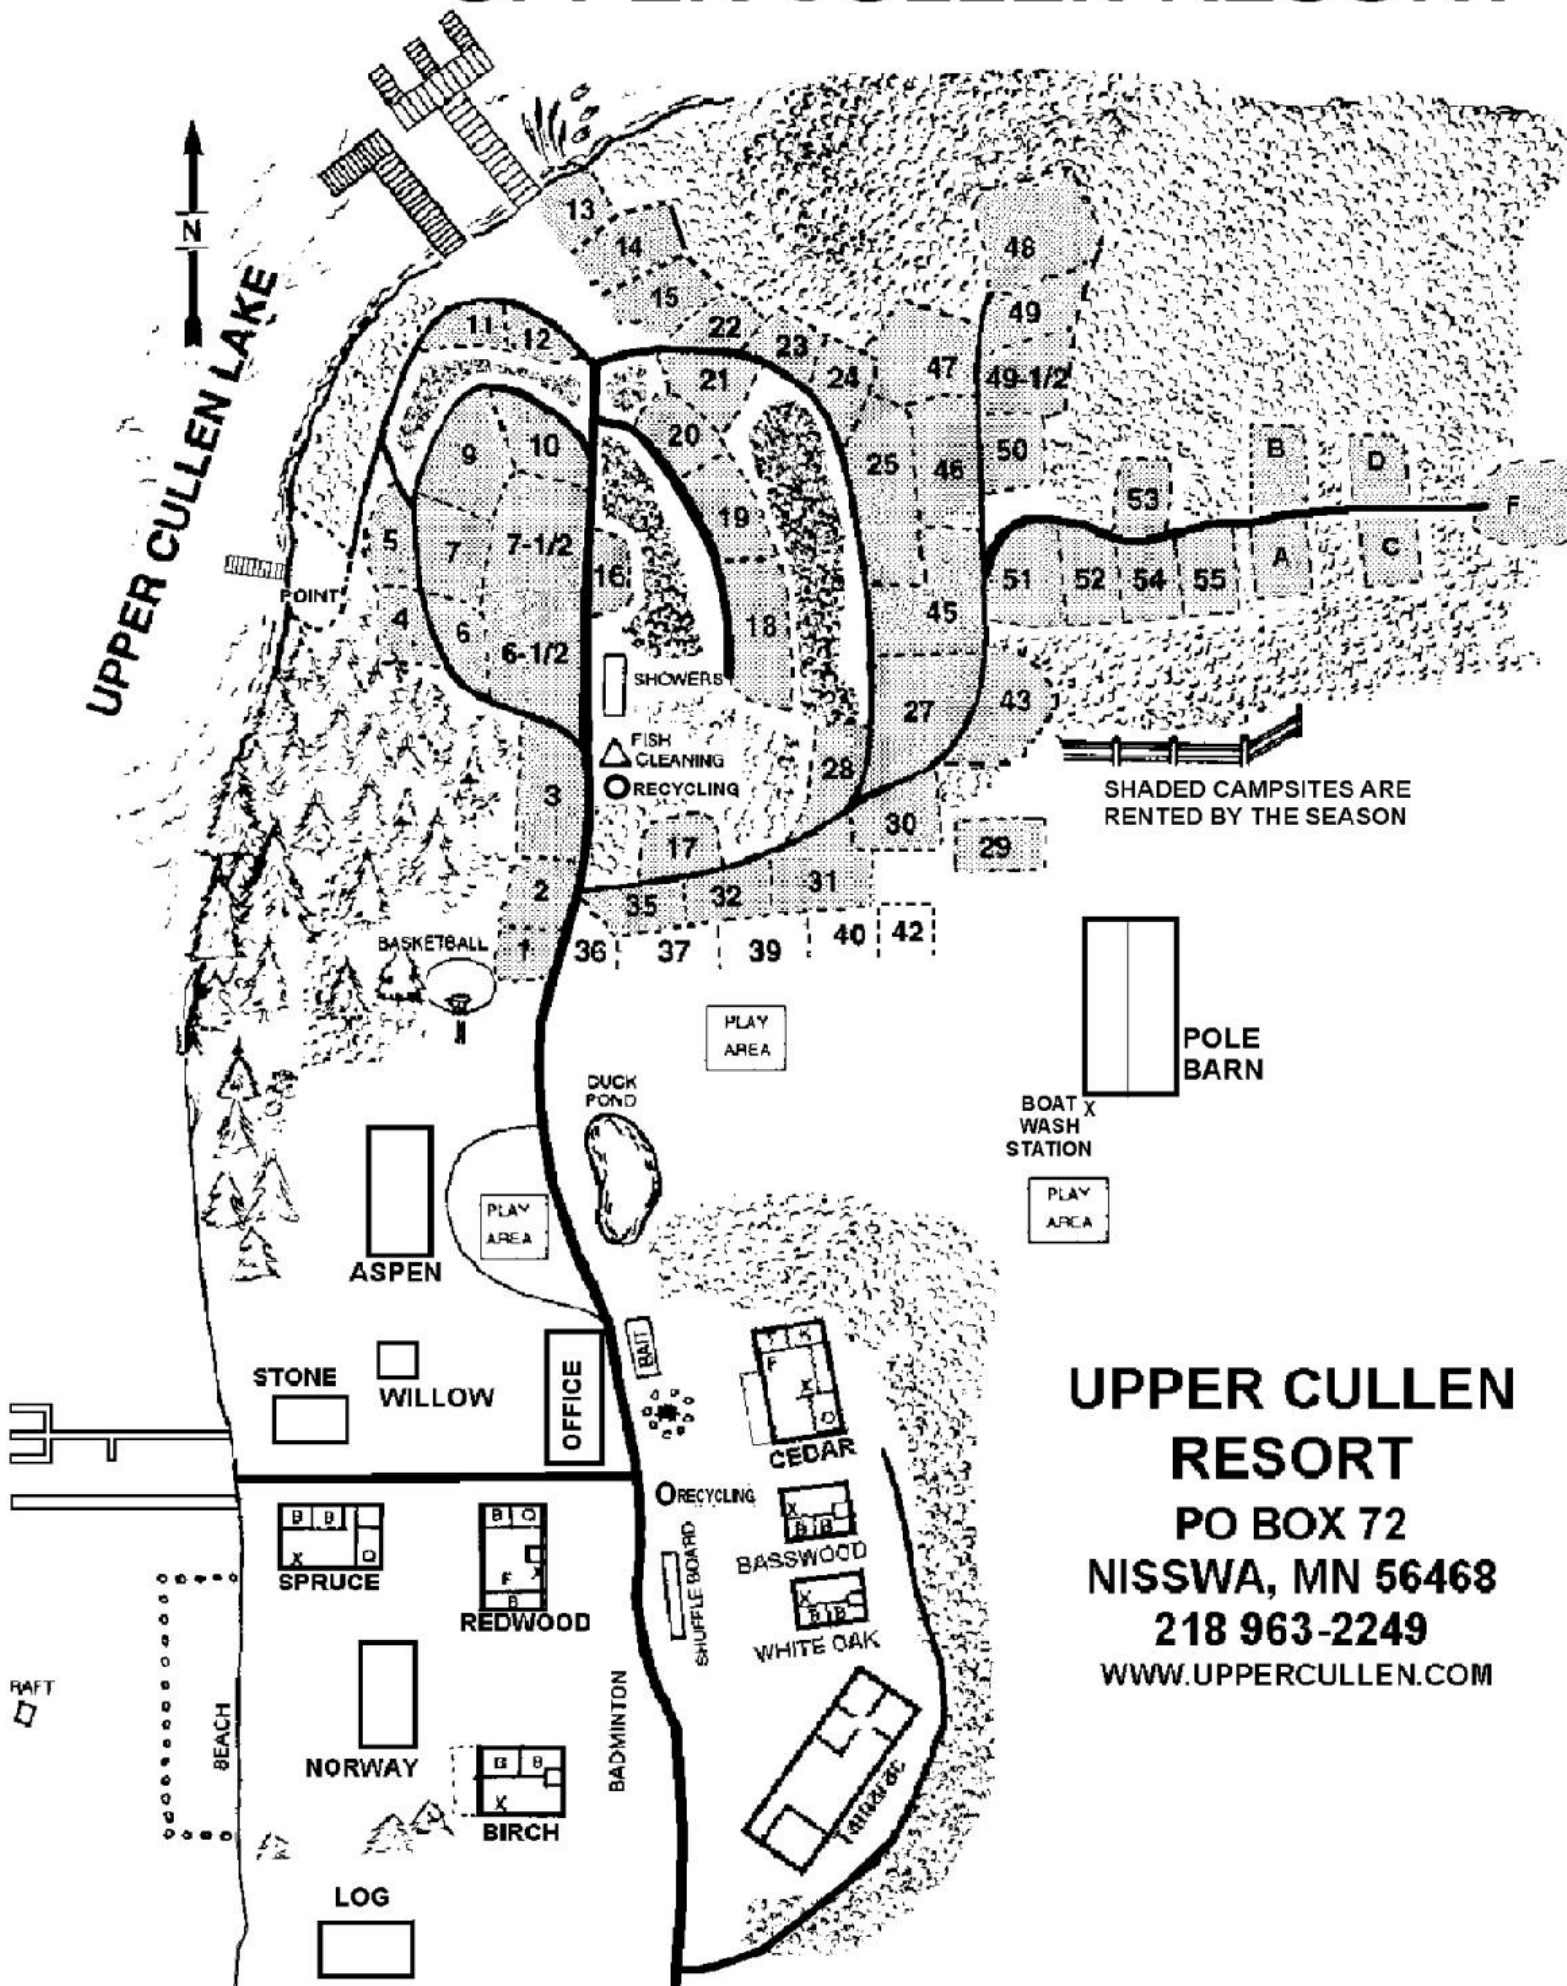 UPPER CULLEN RESORT
N
UPPER CULLEN LAKE
13
14
15
48
49
49-1/2
11
12
22
23
24
47
21
20
9
10
25
46
50
B
D
53
F
5
7
7-1/2
19
16
51
52
54
55
A
C
POINT
4
6
6-1/2
18
45
SHOWERS
27
43
FISH
CLEANING
RECYCLING
28
3
SHADED CAMPSITES ARE
RENTED BY THE SEASON
30
17
29
2
35
32
31
BASKETBALL
1
36
37
39
40
42
PLAY
AREA
POLE
BARN
DUCK
POND
BOAT X
WASH
STATION
PLAY
AREA
PLAY
AREA
ASPEN
STONE
WILLOW
OFFICE
BAIT
F
X
Q
CEDAR
UPPER CULLEN
RESORT
PO BOX 72
NISSWA, MN 56468
218 963-2249
WWW.UPPERCULLEN.COM
RECYCLING
B B
X Q
SPRUCE
B Q
F X
B
REDWOOD
SHUFFLE BOARD
X
B B
BASSWOOD
X
B B
WHITE OAK
RAFT
BEACH
NORWAY
BADMINTON
Tamarac
B B
X
BIRCH
LOG